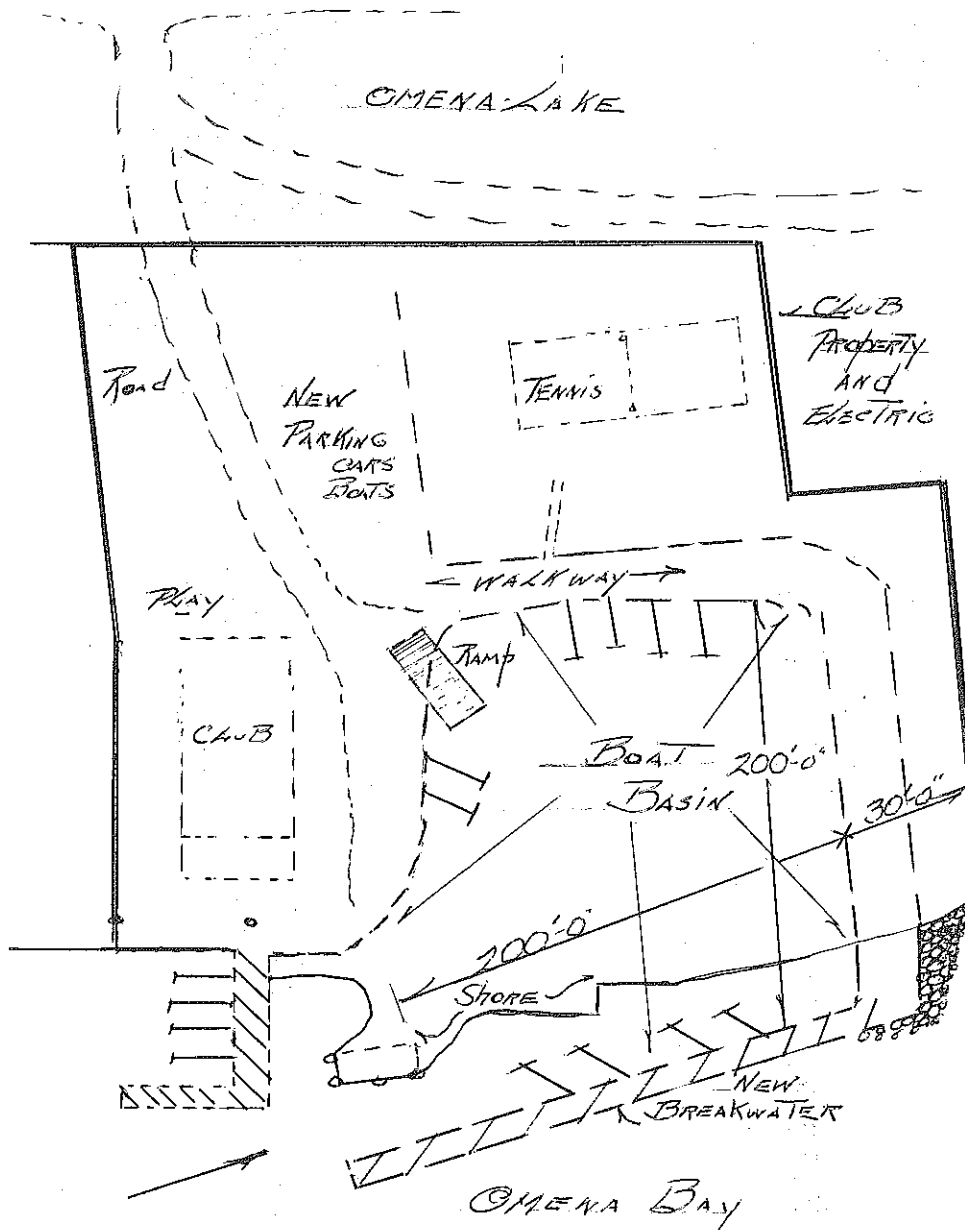 OMENA LAKE
CLUB
PROPERTY
AND
ELECTRIC
Road
NEW
PARKING
CARS
BOATS
TENNIS
WALKWAY
PLAY
RAMP
CLUB
BOAT
BASIN
200'-0"
30'-0"
200'-0"
SHORE
NEW
BREAKWATER
OMENA BAY